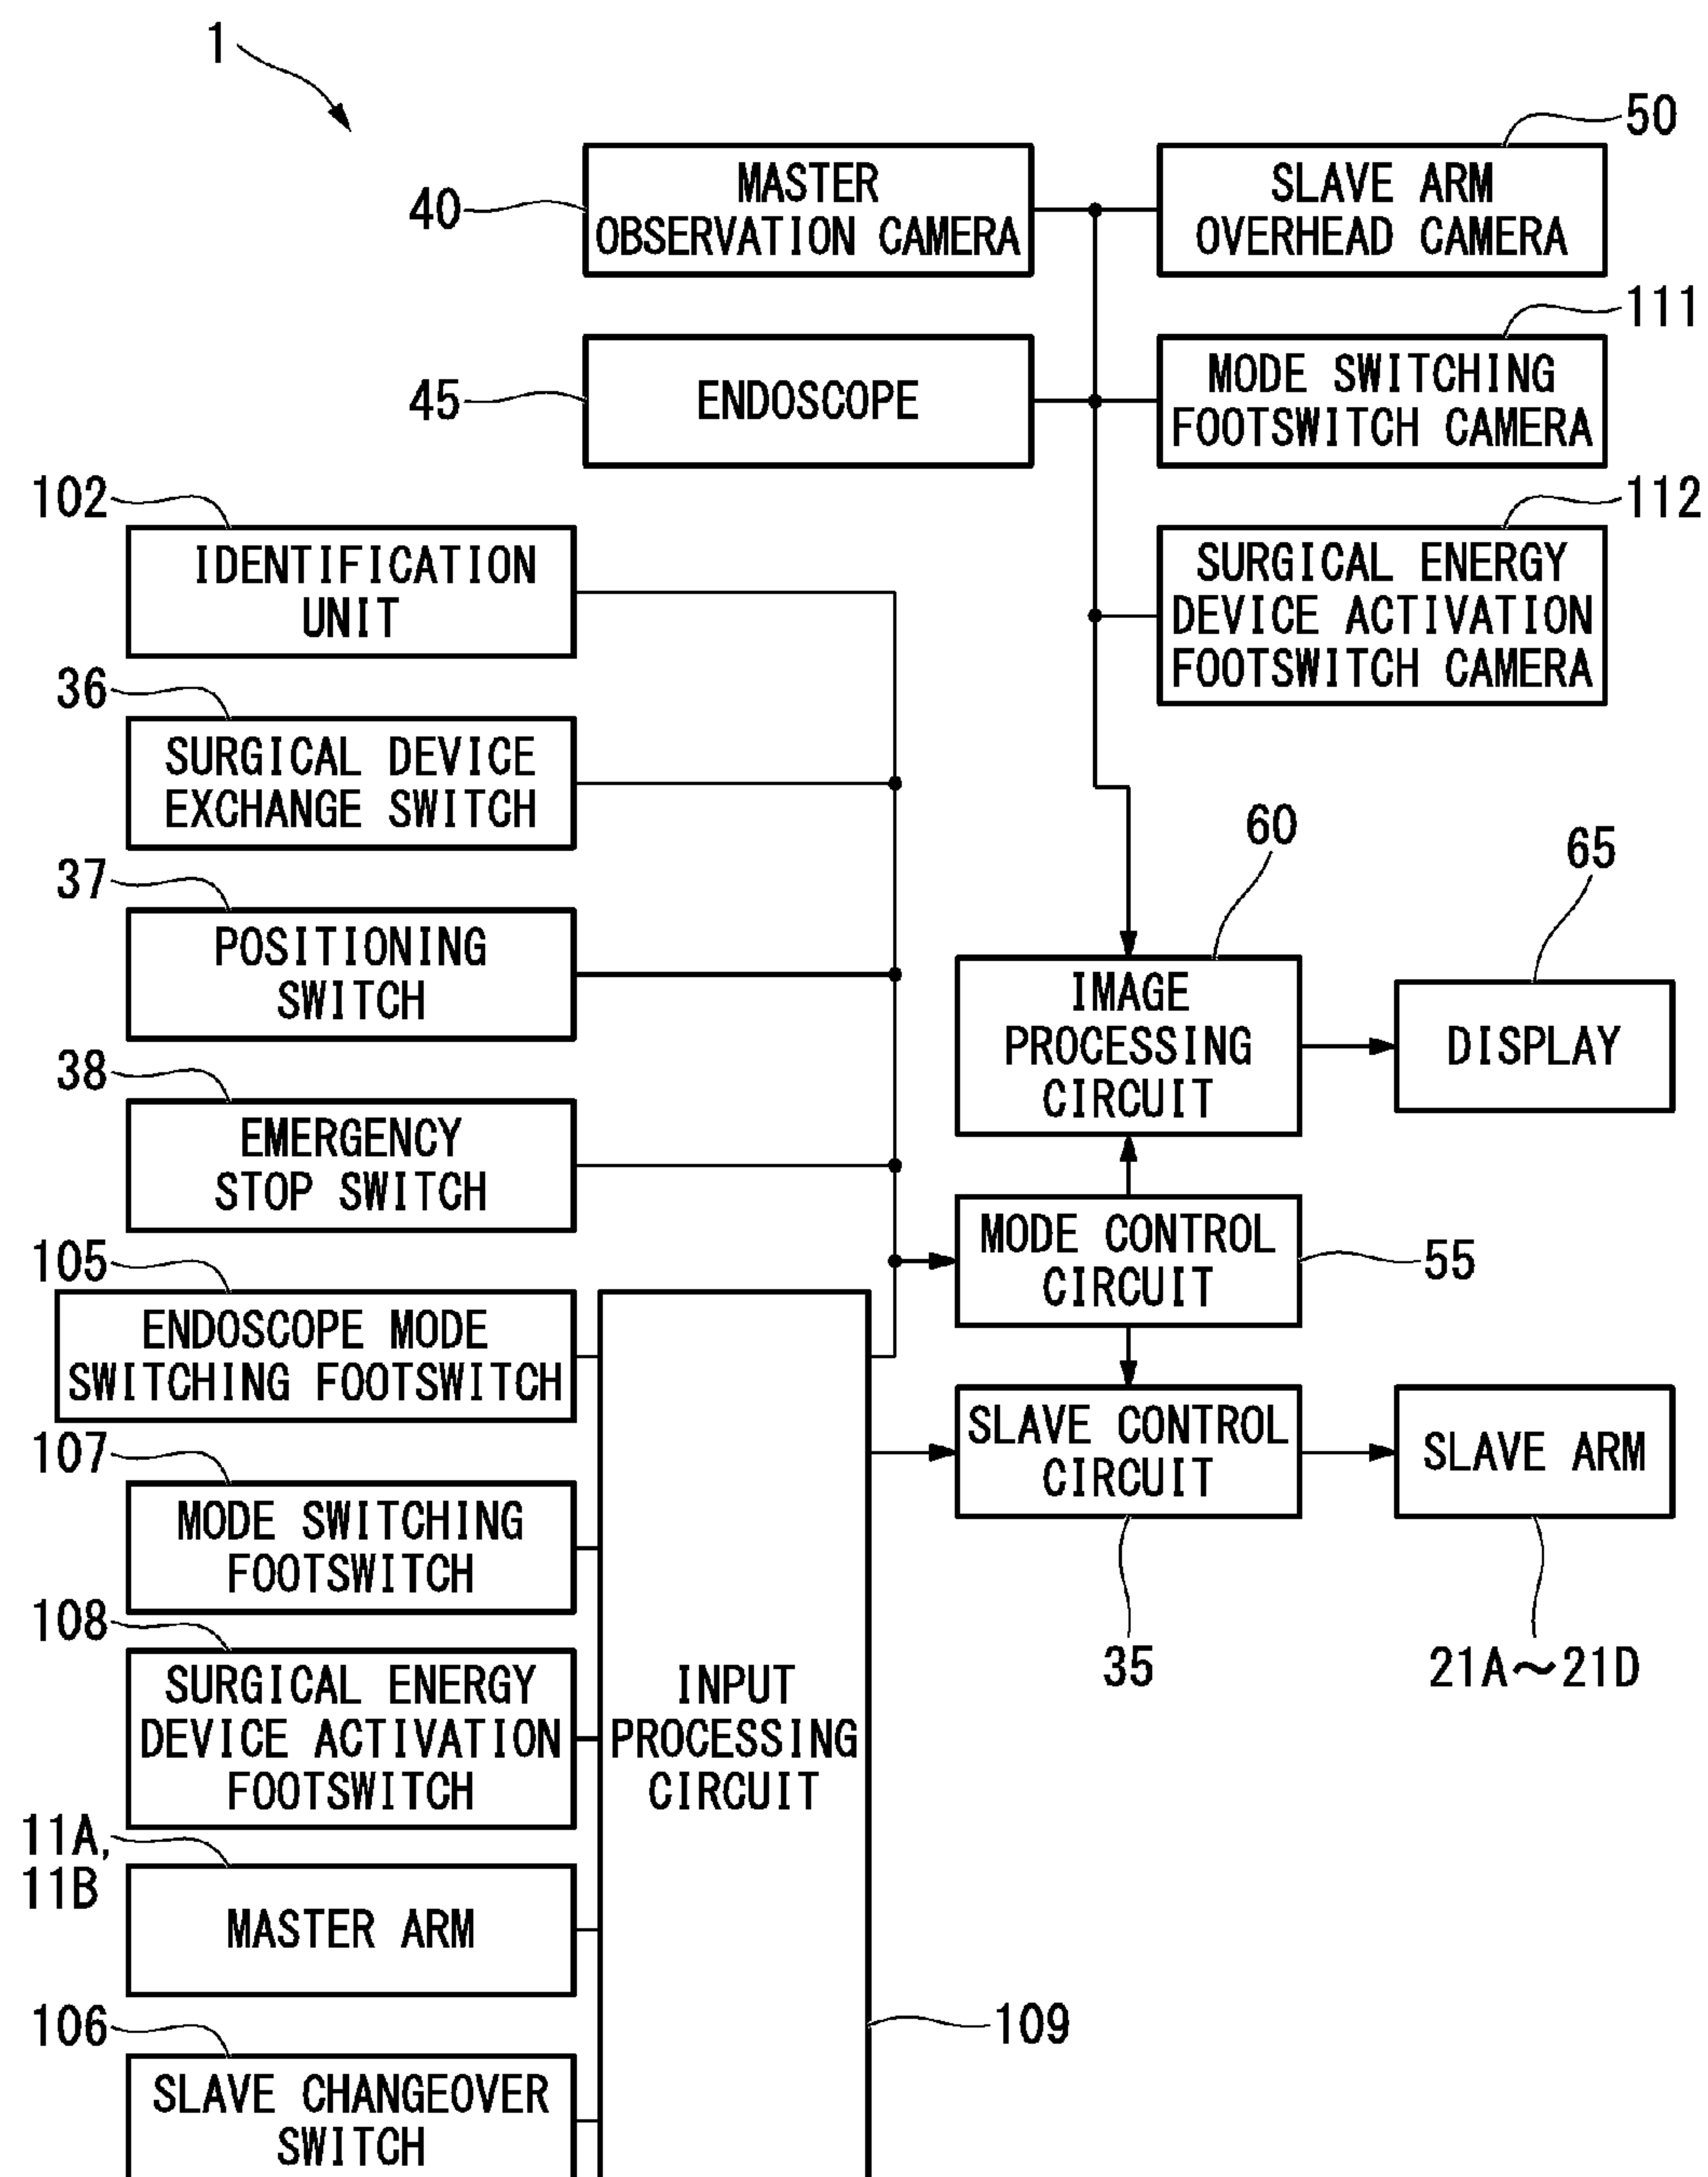 1
50
MASTER
OBSERVATION CAMERA
40
SLAVE ARM
OVERHEAD CAMERA
111
45
ENDOSCOPE
MODE SWITCHING
FOOTSWITCH CAMERA
102
112
IDENTIFICATION
UNIT
SURGICAL ENERGY
DEVICE ACTIVATION
FOOTSWITCH CAMERA
36
SURGICAL DEVICE
EXCHANGE SWITCH
60
65
37
POSITIONING
SWITCH
IMAGE
PROCESSING
CIRCUIT
DISPLAY
38
EMERGENCY
STOP SWITCH
MODE CONTROL
CIRCUIT
55
105
ENDOSCOPE MODE
SWITCHING FOOTSWITCH
SLAVE CONTROL
CIRCUIT
SLAVE ARM
107
MODE SWITCHING
FOOTSWITCH
35
21A～21D
108
SURGICAL ENERGY
DEVICE ACTIVATION
FOOTSWITCH
INPUT
PROCESSING
CIRCUIT
11A,
11B
MASTER ARM
109
106
SLAVE CHANGEOVER
SWITCH